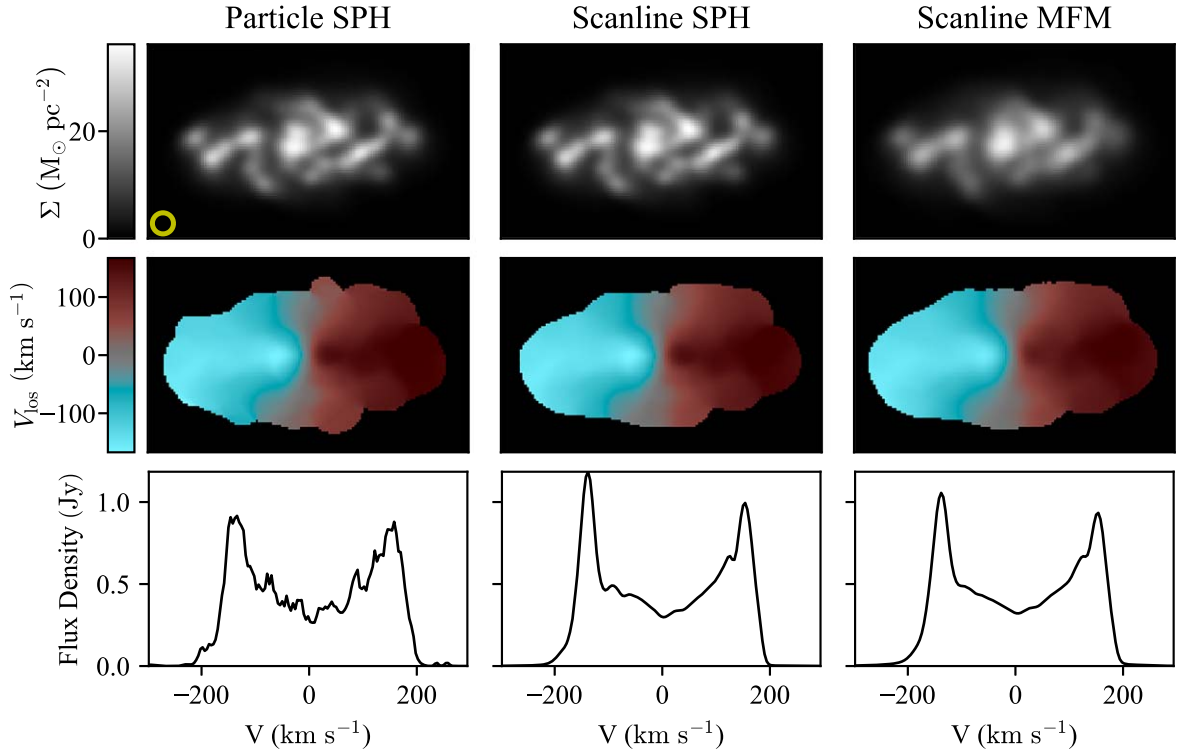 Particle SPH
Scanline SPH
Scanline MFM
Σ (M⊙ pc−2)
20
0
Vlos (km s−1)
100
0
−100
Flux Density (Jy)
1.0
0.5
0.0
−200 0 200
−200 0 200
−200 0 200
V (km s−1)
V (km s−1)
V (km s−1)